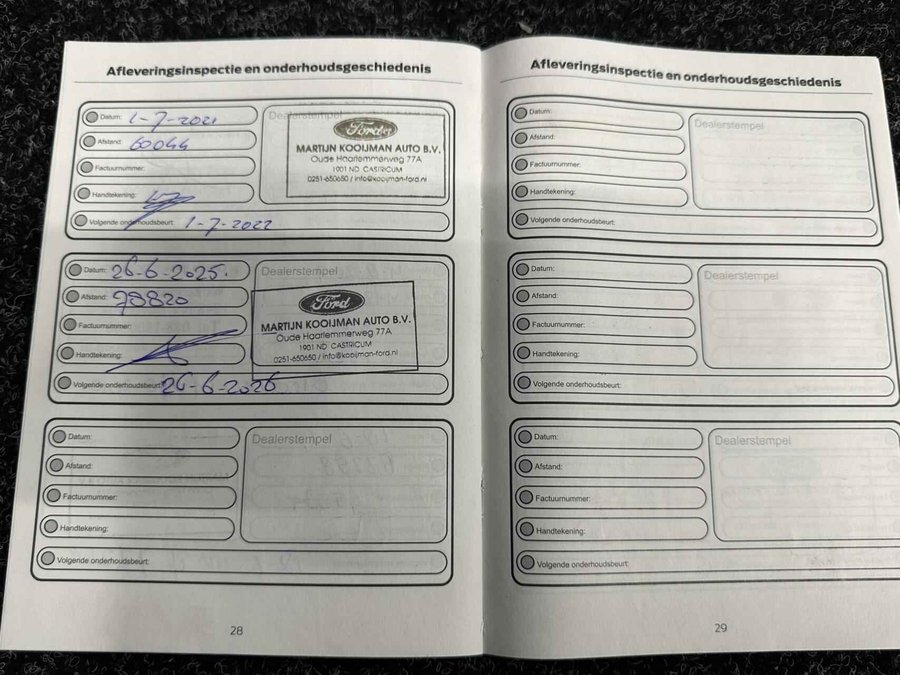 Afleveringsinspectie en onderhoudsgeschiedenis
Datum: 1-7-2021
Afstand: 60044
Factuurnummer:
Handtekening:
Volgende onderhoudsbeurt: 1-7-2022
Dealerstempel
Ford
MARTIJN KOOIJMAN AUTO B.V.
Oude Haarlemmerweg 77A
1901 ND CASTRICUM
0251-650650 / info@kooijman-ford.nl
Datum: 26-6-2025.
Afstand: 78820
Factuurnummer:
Handtekening:
Volgende onderhoudsbeurt: 26-6-2026
Dealerstempel
Ford
MARTIJN KOOIJMAN AUTO B.V.
Oude Haarlemmerweg 77A
1901 ND CASTRICUM
0251-650650 / info@kooijman-ford.nl
Datum:
Afstand:
Factuurnummer:
Handtekening:
Volgende onderhoudsbeurt:
Dealerstempel
28
Afleveringsinspectie en onderhoudsgeschiedenis
Datum:
Afstand:
Factuurnummer:
Handtekening:
Volgende onderhoudsbeurt:
Dealerstempel
Datum:
Afstand:
Factuurnummer:
Handtekening:
Volgende onderhoudsbeurt:
Dealerstempel
Datum:
Afstand:
Factuurnummer:
Handtekening:
Volgende onderhoudsbeurt:
Dealerstempel
29